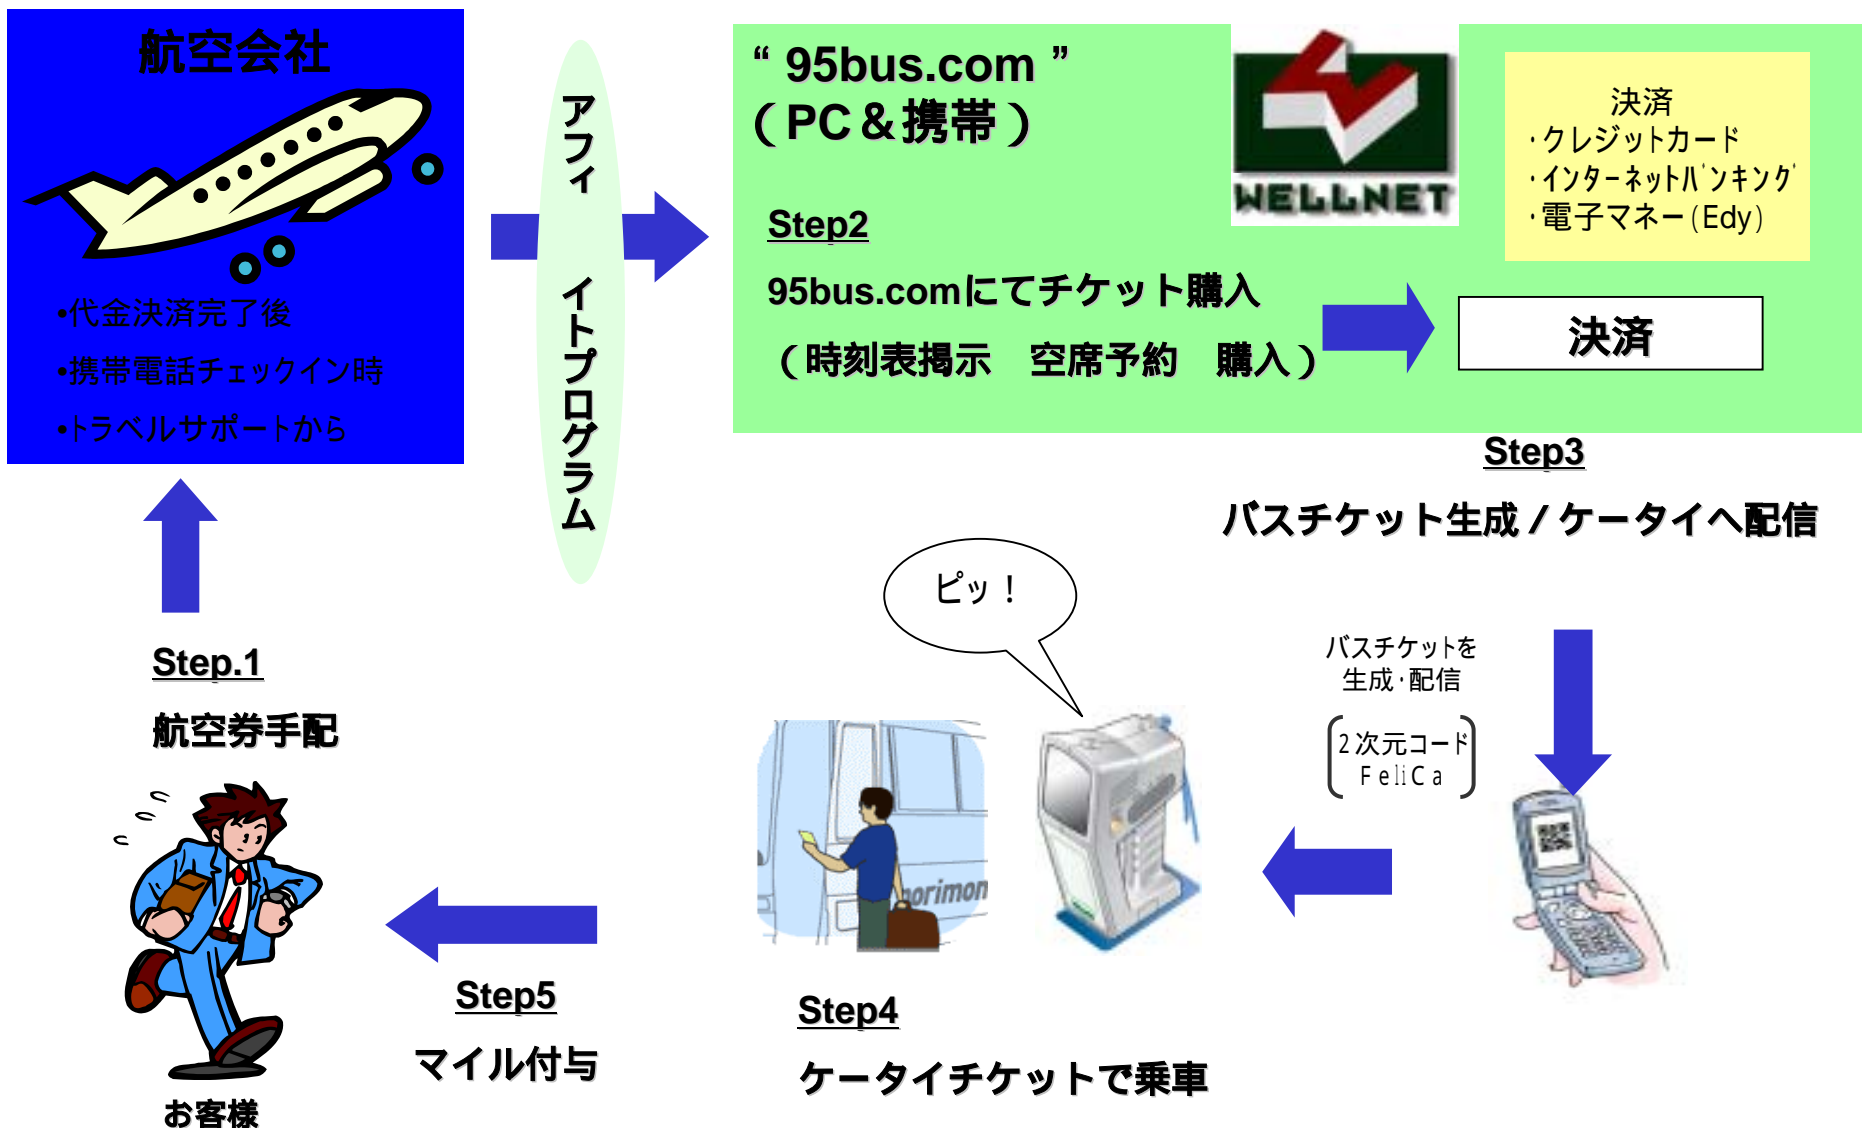 航空会社
•代金決済完了後
•携帯電話チェックイン時
•トラベルサポートから
アフィ イトプログラム
“ 95bus.com ”
（PC＆携帯）
WELLNET
決済
・クレジットカード
・インターネットバンキング
・電子マネー(Edy)
Step2
95bus.comにてチケット購入
（時刻表掲示　空席予約　購入）
決済
Step3
バスチケット生成／ケータイへ配信
ピッ！
バスチケットを
生成・配信
2次元コード
FeliCa
Step.1
航空券手配
norimon
Step4
ケータイチケットで乗車
Step5
マイル付与
お客様